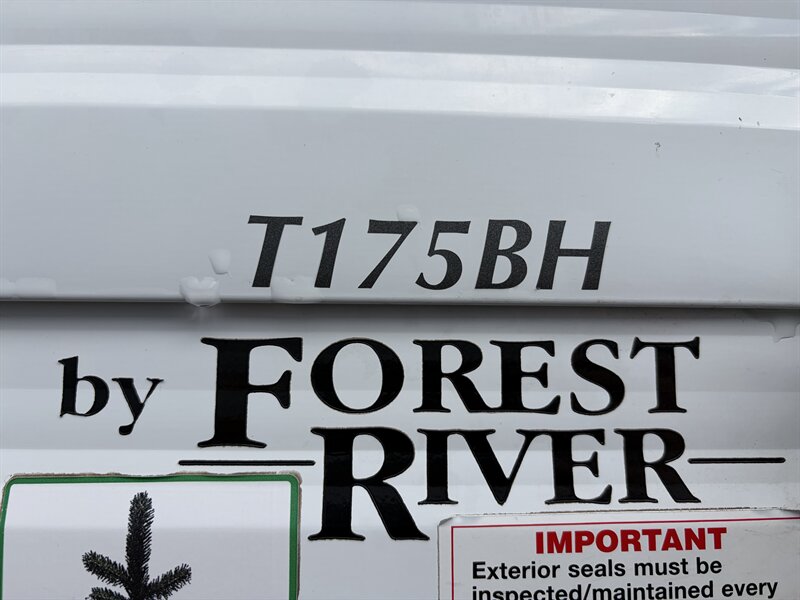 T175BH
by FOREST
RIVER
IMPORTANT
Exterior seals must be
inspected/maintained every